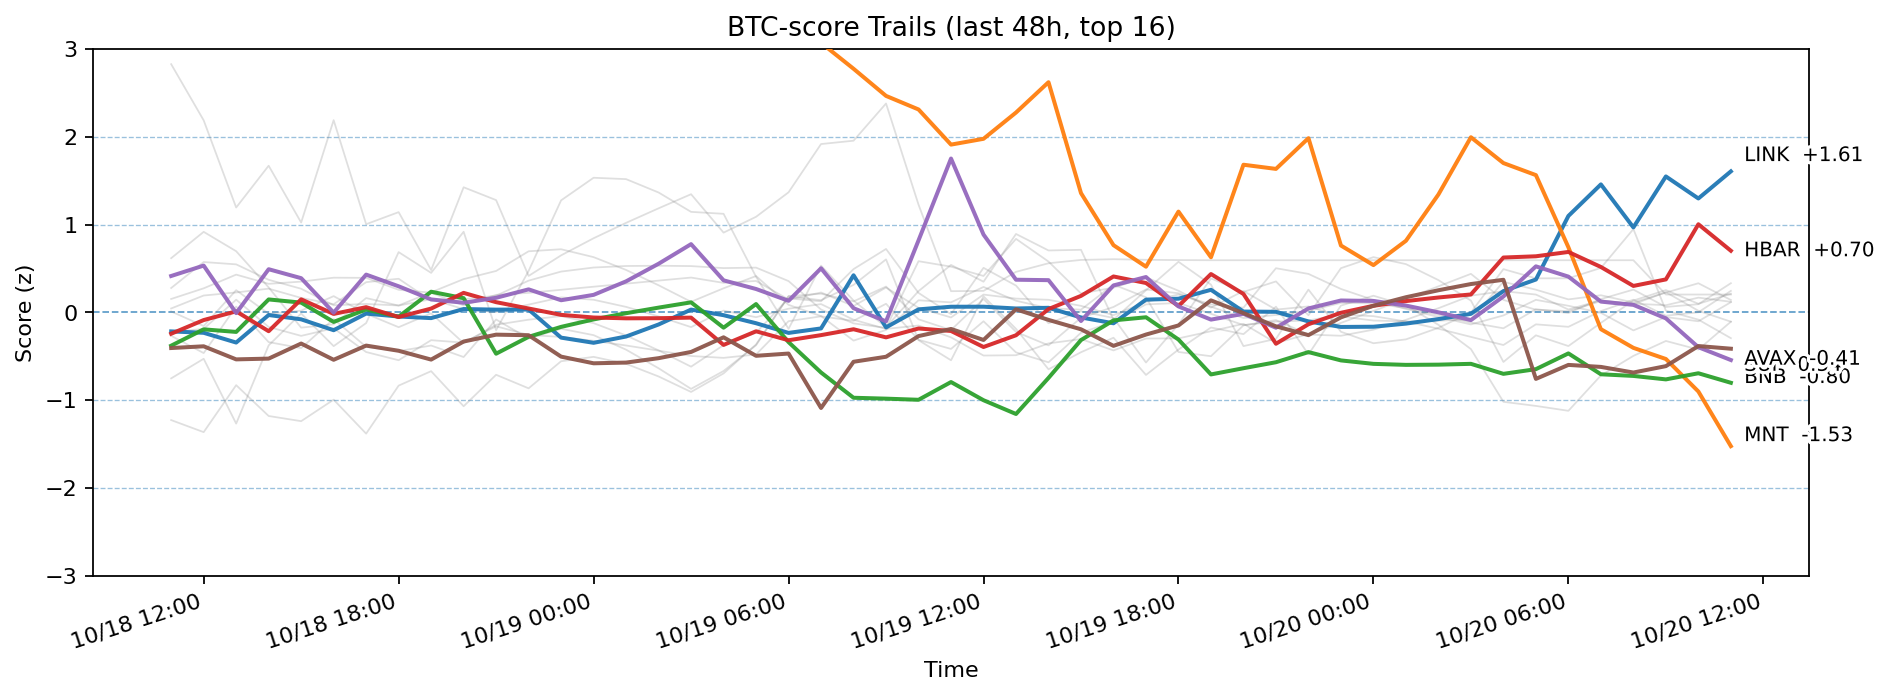 BTC-score Trails (last 48h, top 16)
Score (z)
3
2
1
0
−1
−2
−3
LINK +1.61
HBAR +0.70
AVAX -0.41
BNB -0.80
MNT -1.53
10/18 12:00
10/18 18:00
10/19 00:00
10/19 06:00
10/19 12:00
10/19 18:00
10/20 00:00
10/20 06:00
10/20 12:00
Time